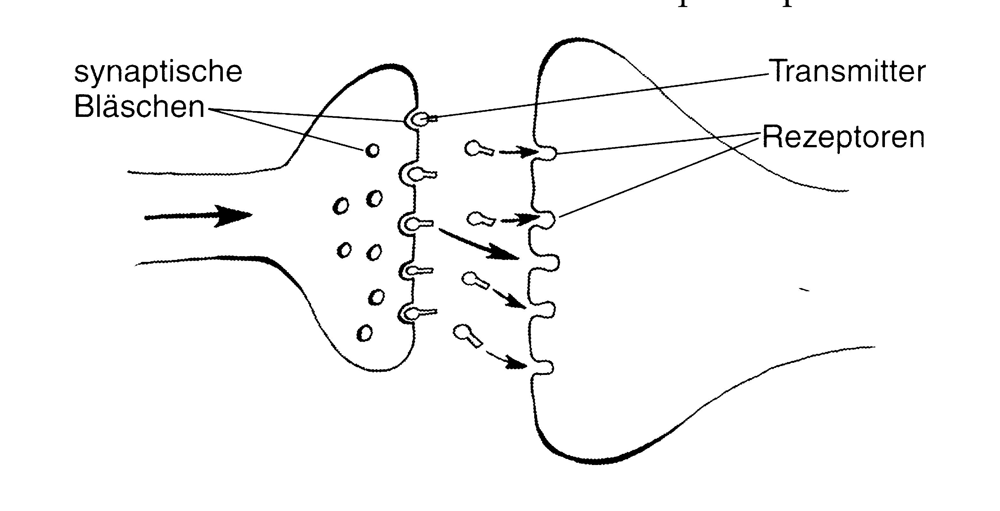 synaptische
Bläschen
Transmitter
Rezeptoren